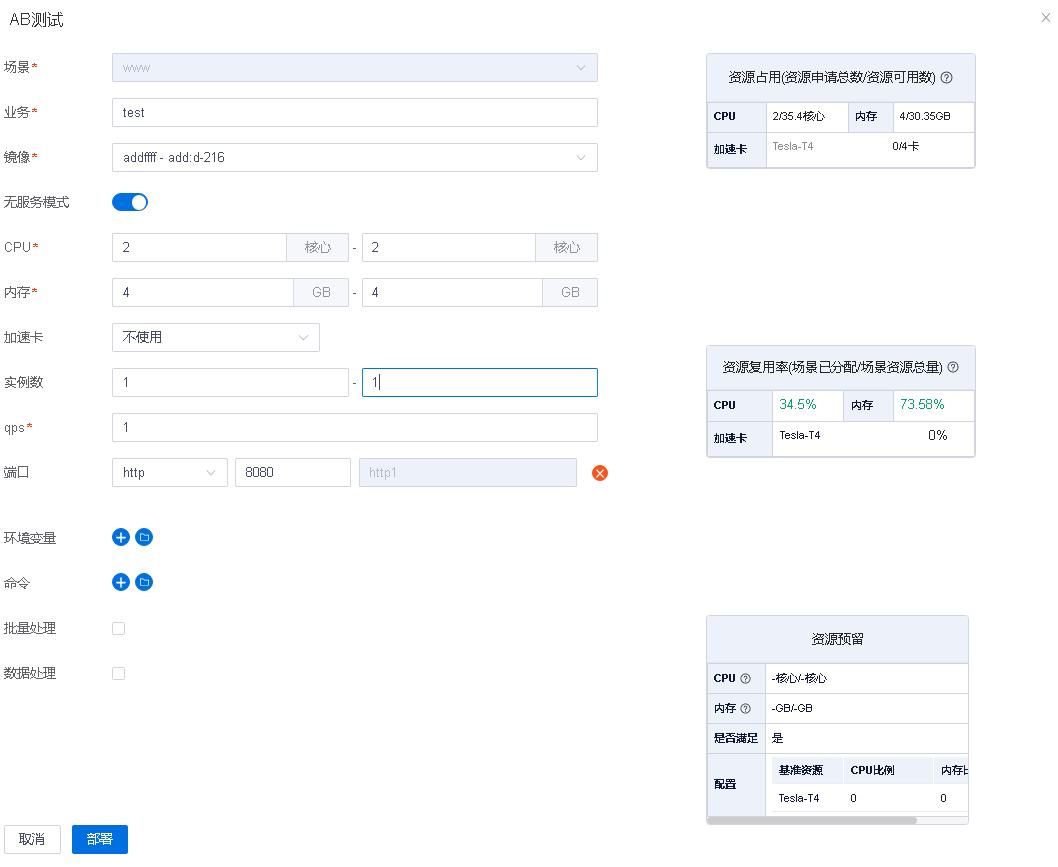 AB测试
场景* www
业务* test
镜像* addffff - add:d-216
无服务模式
CPU* 2 核心 - 2 核心
内存* 4 GB - 4 GB
加速卡 不使用
实例数 1 - 1
qps* 1
端口 http 8080 http1
环境变量
命令
批量处理
数据处理
取消 部署
资源占用(资源申请总数/资源可用数)
CPU 2/35.4核心 内存 4/30.35GB
加速卡 Tesla-T4 0/4卡
资源复用率(场景已分配/场景资源总量)
CPU 34.5% 内存 73.58%
加速卡 Tesla-T4 0%
资源预留
CPU -核心/-核心
内存 -GB/-GB
是否满足 是
配置
基准资源 CPU比例 内存比
Tesla-T4 0 0